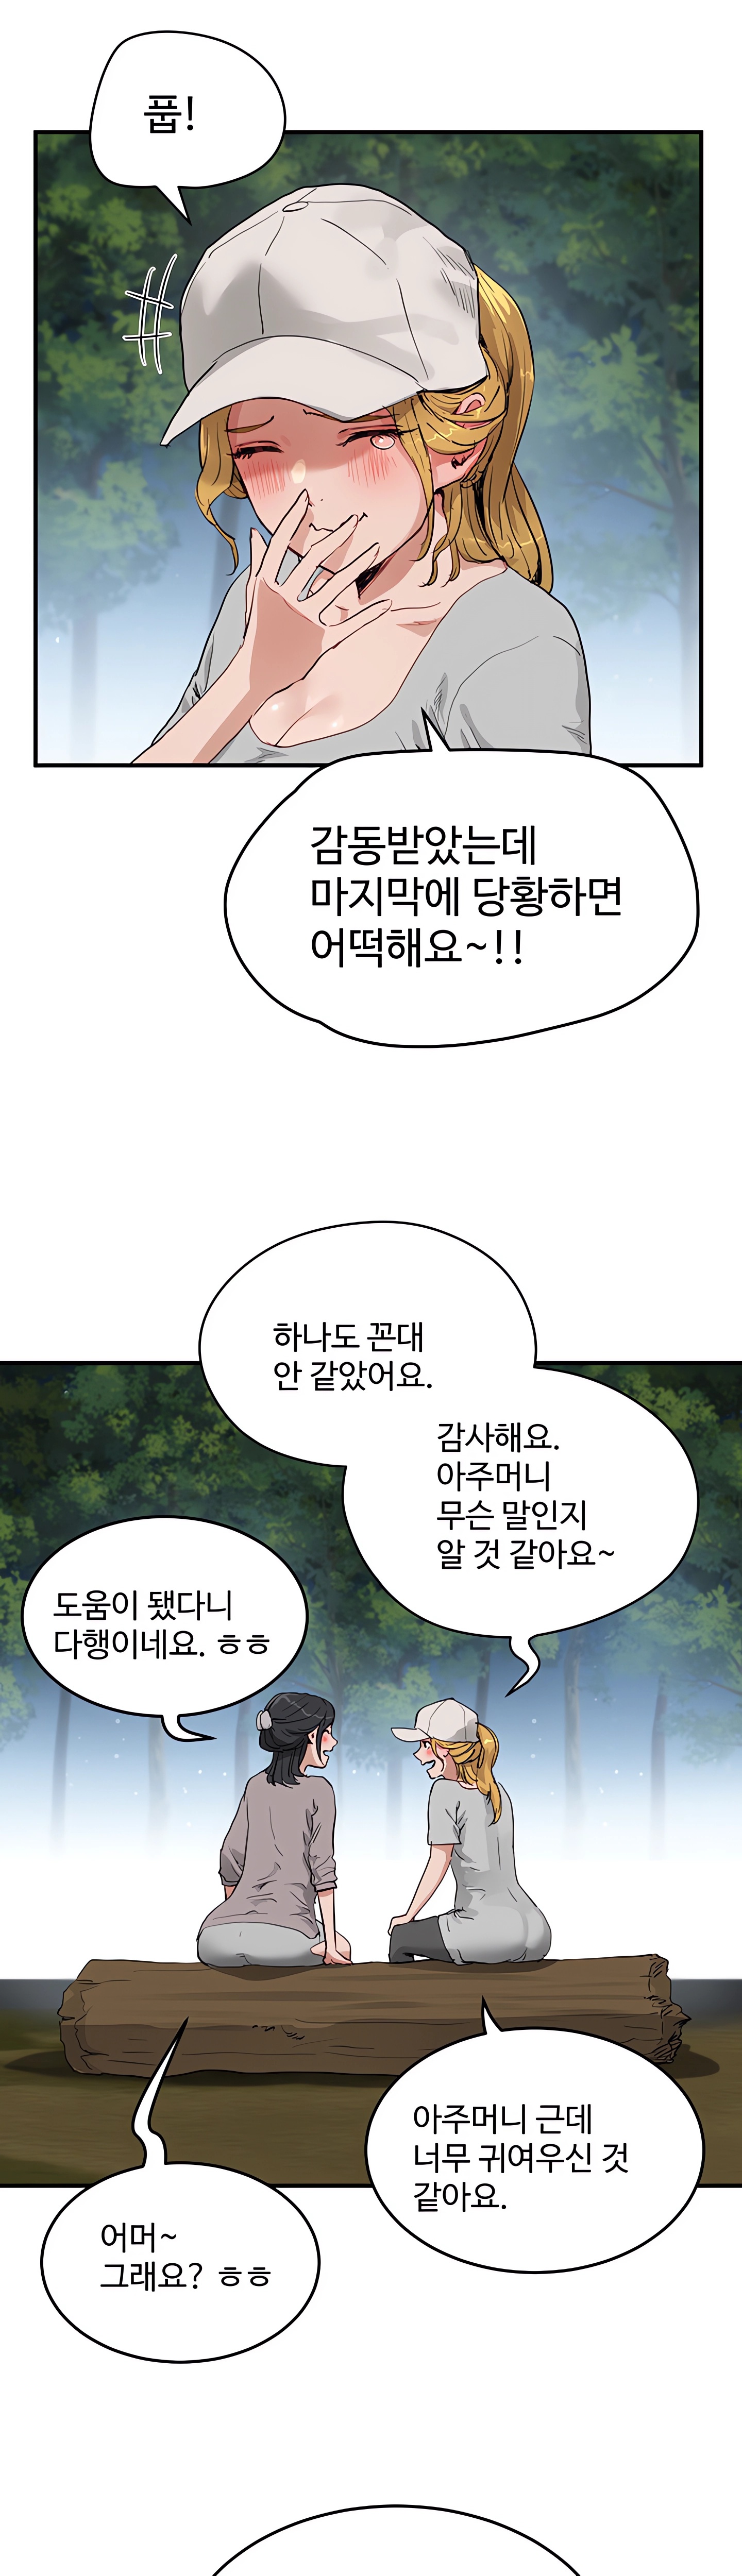 풉!
감동받았는데
마지막에 당황하면
어떡해요~!!
하나도 꼰대
안 같았어요.
감사해요.
아주머니
무슨 말인지
알 것 같아요~
도움이 됐다니
다행이네요. ㅎㅎ
아주머니 근데
너무 귀여우신 것
같아요.
어머~
그래요? ㅎㅎ